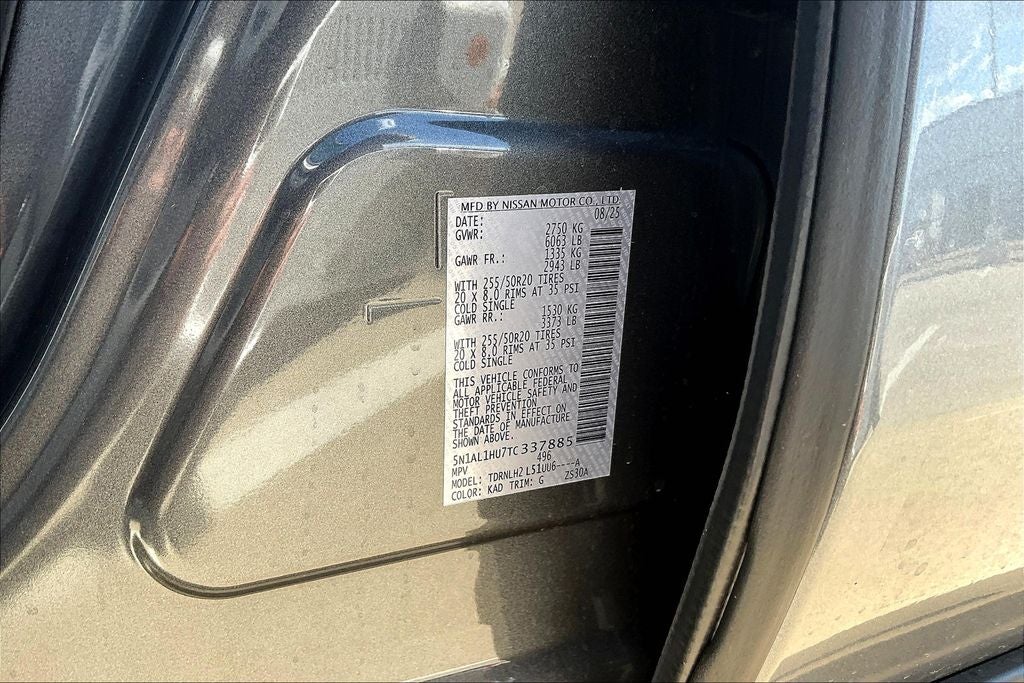 MFD BY NISSAN MOTOR CO., LTD.
DATE: 08/25
GVWR: 2750 KG
6063 LB
GAWR FR.: 1335 KG
2943 LB
WITH 255/50R20 TIRES
20 X 8.0 RIMS AT 35 PSI
COLD SINGLE
GAWR RR.: 1530 KG
3373 LB
WITH 255/50R20 TIRES
20 X 8.0 RIMS AT 35 PSI
COLD SINGLE
THIS VEHICLE CONFORMS TO
ALL APPLICABLE FEDERAL
MOTOR VEHICLE SAFETY AND
THEFT PREVENTION
STANDARDS IN EFFECT ON
THE DATE OF MANUFACTURE
SHOWN ABOVE.
5N1AL1HU7TC337885
MPV 496
MODEL: TDRNLH2 L51UU6----A
COLOR: KAD TRIM: G ZS30A